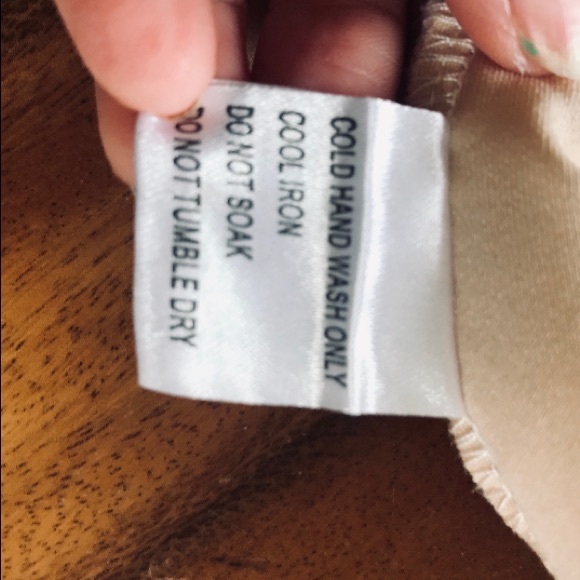 COLD HAND WASH ONLY
COOL IRON
DO NOT SOAK
DO NOT TUMBLE DRY